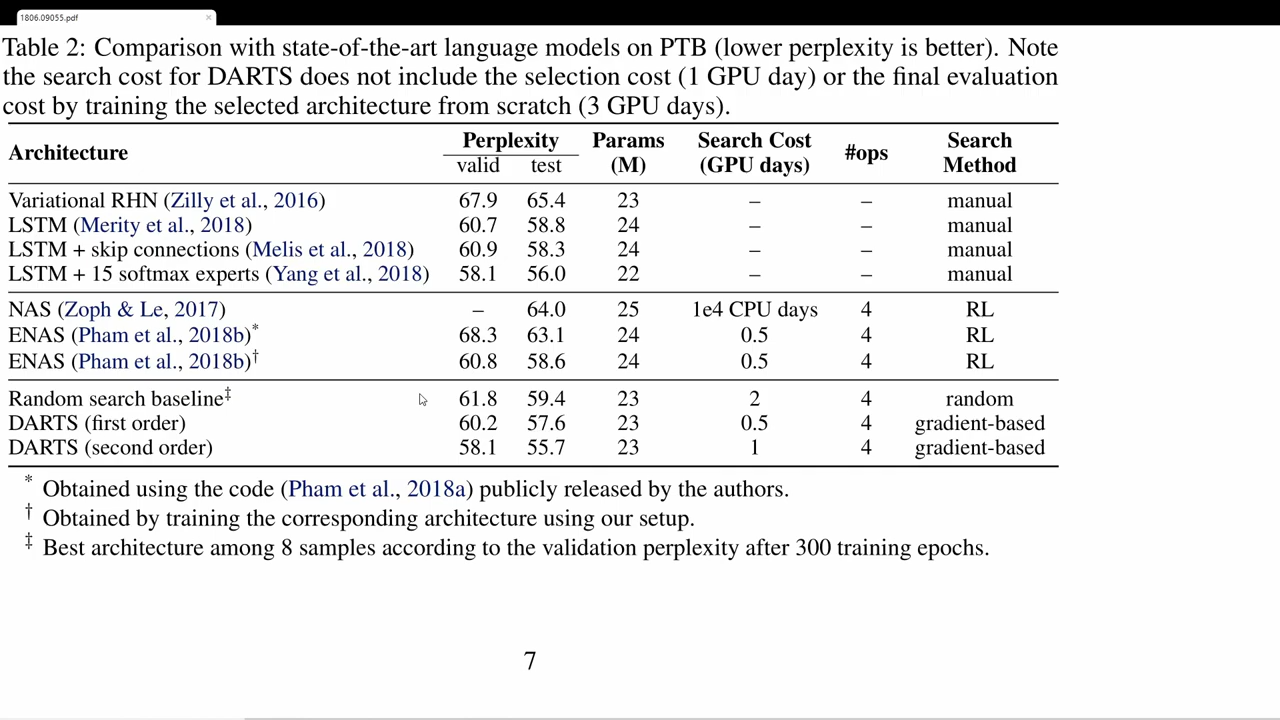 1806.09055.pdf ×
Table 2: Comparison with state-of-the-art language models on PTB (lower perplexity is better). Note
the search cost for DARTS does not include the selection cost (1 GPU day) or the final evaluation
cost by training the selected architecture from scratch (3 GPU days).
Architecture Perplexity Params Search Cost #ops Search
valid test (M) (GPU days) Method
Variational RHN (Zilly et al., 2016) 67.9 65.4 23 – – manual
LSTM (Merity et al., 2018) 60.7 58.8 24 – – manual
LSTM + skip connections (Melis et al., 2018) 60.9 58.3 24 – – manual
LSTM + 15 softmax experts (Yang et al., 2018) 58.1 56.0 22 – – manual
NAS (Zoph & Le, 2017) – 64.0 25 1e4 CPU days 4 RL
ENAS (Pham et al., 2018b)* 68.3 63.1 24 0.5 4 RL
ENAS (Pham et al., 2018b)† 60.8 58.6 24 0.5 4 RL
Random search baseline‡ 61.8 59.4 23 2 4 random
DARTS (first order) 60.2 57.6 23 0.5 4 gradient-based
DARTS (second order) 58.1 55.7 23 1 4 gradient-based
* Obtained using the code (Pham et al., 2018a) publicly released by the authors.
† Obtained by training the corresponding architecture using our setup.
‡ Best architecture among 8 samples according to the validation perplexity after 300 training epochs.
7